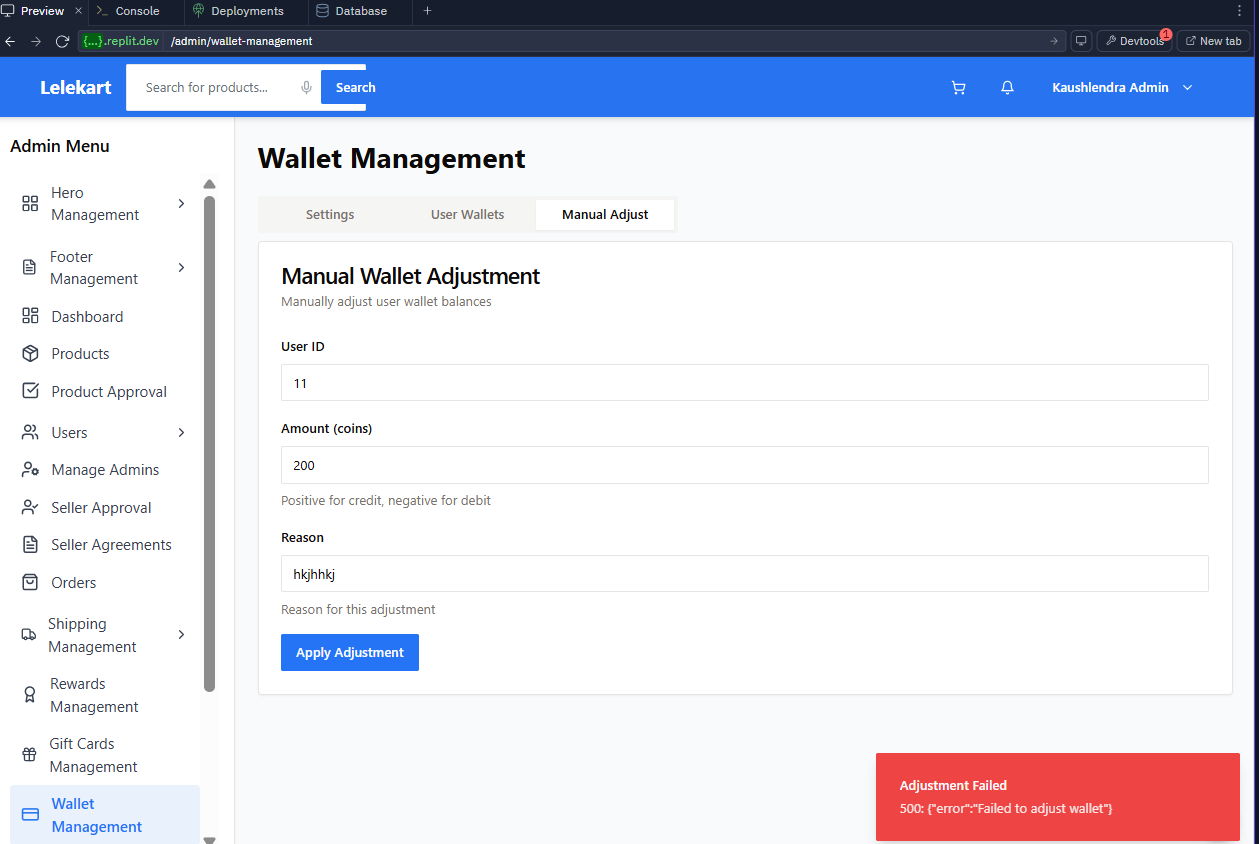 Preview × Console Deployments Database +
{...}.replit.dev /admin/wallet-management Devtools 1 New tab
Lelekart Search for products... Search Kaushlendra Admin
Admin Menu
Hero
Management
Footer
Management
Dashboard
Products
Product Approval
Users
Manage Admins
Seller Approval
Seller Agreements
Orders
Shipping
Management
Rewards
Management
Gift Cards
Management
Wallet
Management
Wallet Management
Settings User Wallets Manual Adjust
Manual Wallet Adjustment
Manually adjust user wallet balances
User ID
11
Amount (coins)
200
Positive for credit, negative for debit
Reason
hkjhhkj
Reason for this adjustment
Apply Adjustment
Adjustment Failed
500: {"error":"Failed to adjust wallet"}